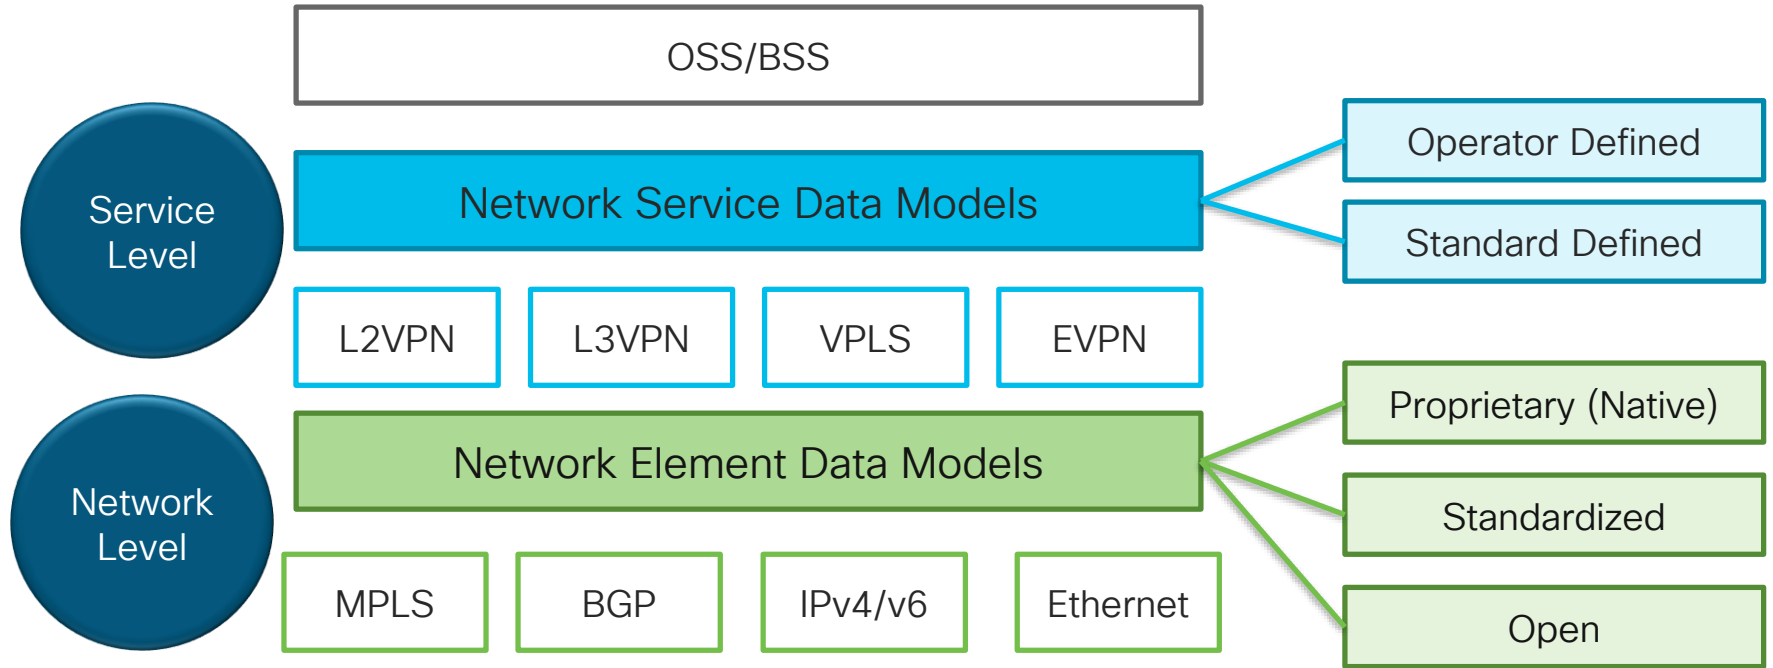 OSS/BSS
Service
Level
Network Service Data Models
Operator Defined
Standard Defined
L2VPN
L3VPN
VPLS
EVPN
Network
Level
Network Element Data Models
Proprietary (Native)
Standardized
Open
MPLS
BGP
IPv4/v6
Ethernet